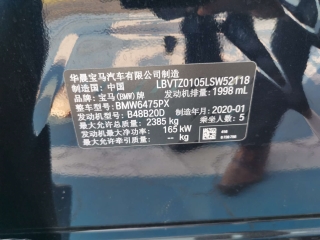 华晨宝马汽车有限公司制造
制造国：中国 LBVTZ0105LSW52118
品牌：宝马(BMW)牌 发动机排量：1998 mL
整车型号：BMW6475PX
发动机型号：B48B20D 制造年月：2020-01
最大允许总质量：2385 kg 乘坐人数：5
发动机最大净功率：165 kW
最大允许牵引质量：-- kg